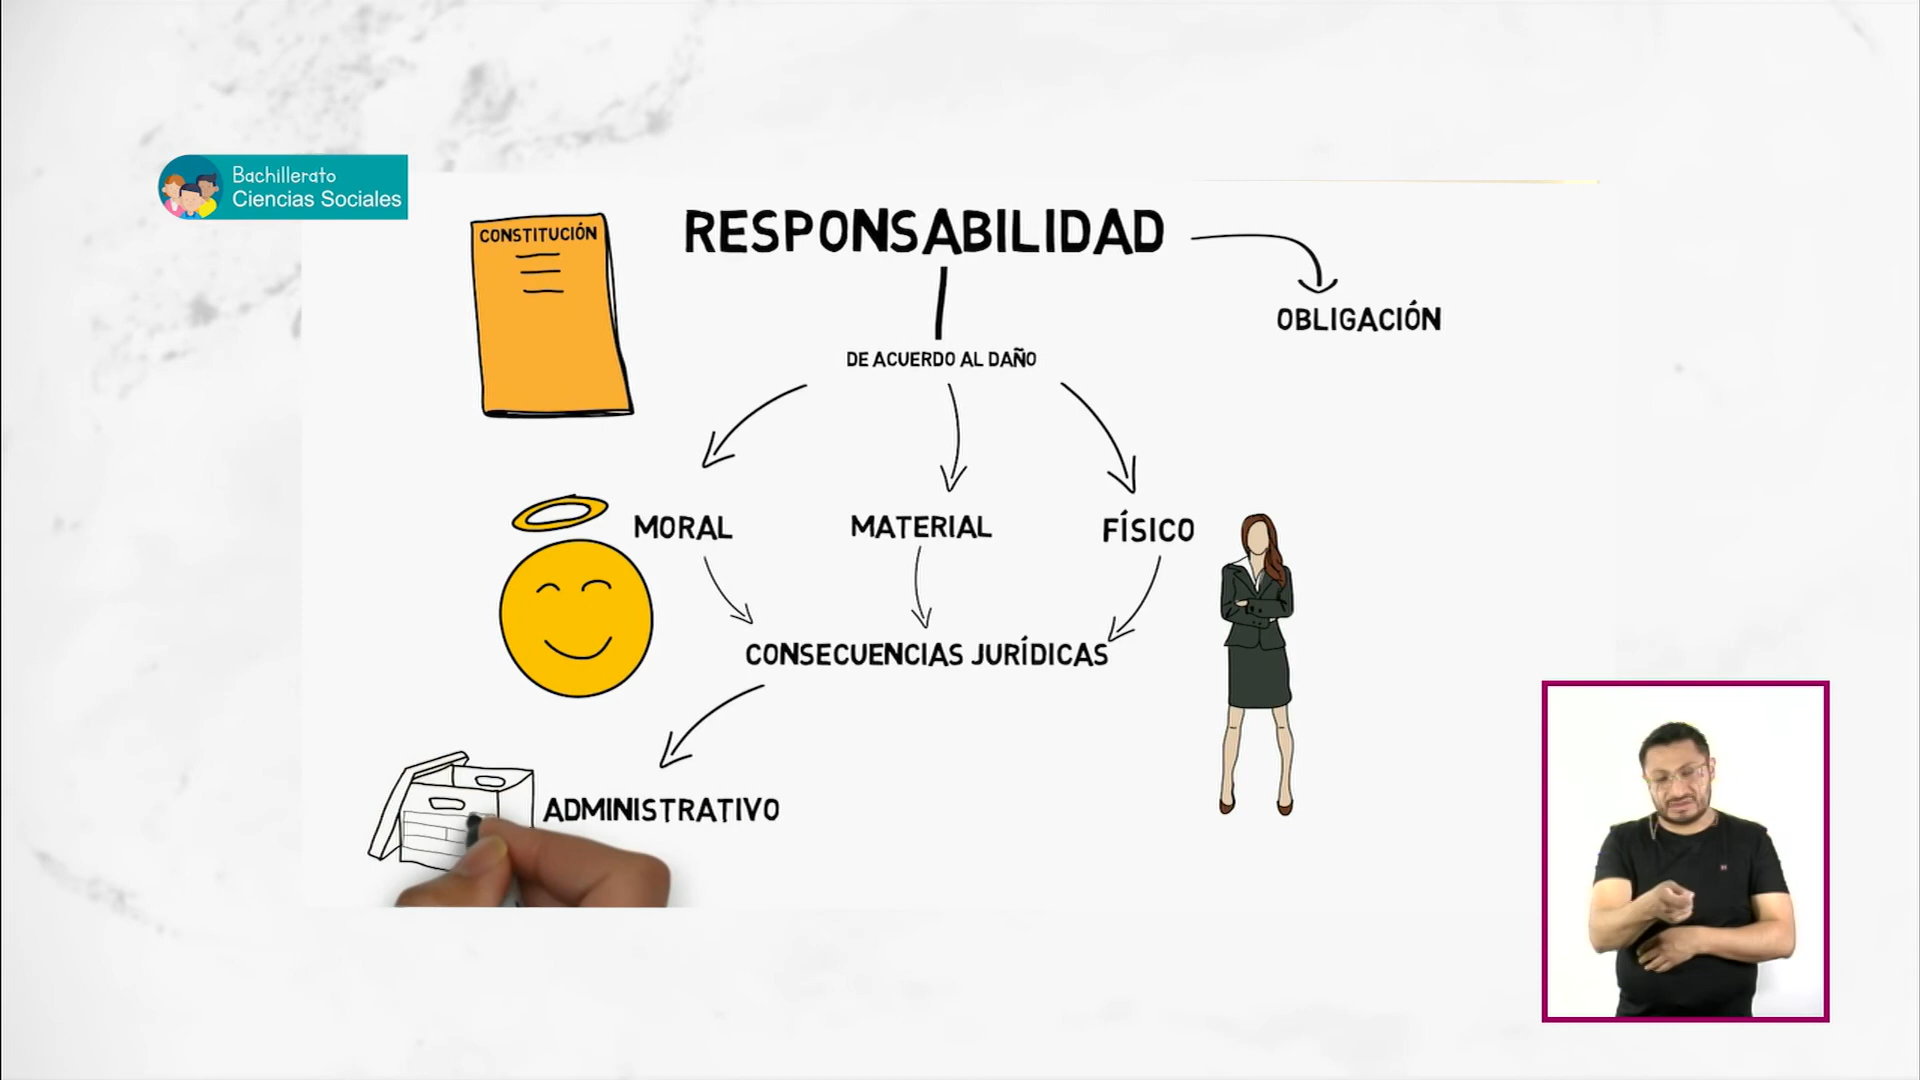 Bachillerato
Ciencias Sociales
CONSTITUCIÓN
RESPONSABILIDAD
OBLIGACIÓN
DE ACUERDO AL DAÑO
MORAL
MATERIAL
FÍSICO
CONSECUENCIAS JURÍDICAS
ADMINISTRATIVO